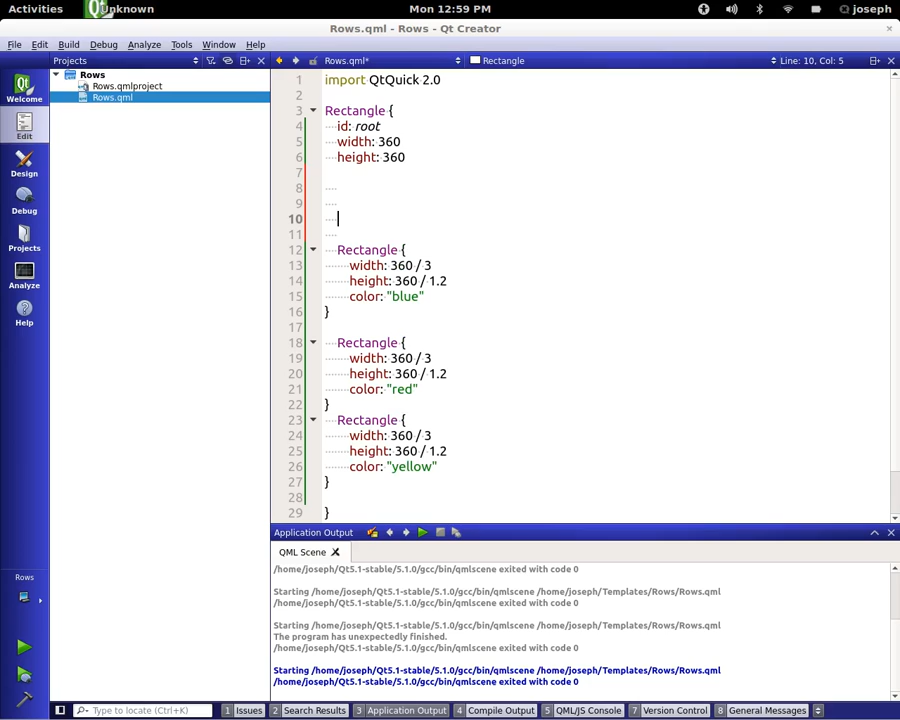 Activities Unknown Mon 12:59 PM joseph
Rows.qml - Rows - Qt Creator
File Edit Build Debug Analyze Tools Window Help
Projects Rows.qml* Rectangle Line: 10, Col: 5
Rows
Rows.qmlproject
Rows.qml
Welcome
Edit
Design
Debug
Projects
Analyze
Help
Rows
1 import QtQuick 2.0
2
3 Rectangle {
4 id: root
5 width: 360
6 height: 360
7
8
9
10
11
12 Rectangle {
13 width: 360 / 3
14 height: 360 / 1.2
15 color: "blue"
16 }
17
18 Rectangle {
19 width: 360 / 3
20 height: 360 / 1.2
21 color: "red"
22 }
23 Rectangle {
24 width: 360 / 3
25 height: 360 / 1.2
26 color: "yellow"
27 }
28
29 }
Application Output
QML Scene
/home/joseph/Qt5.1-stable/5.1.0/gcc/bin/qmlscene exited with code 0
Starting /home/joseph/Qt5.1-stable/5.1.0/gcc/bin/qmlscene /home/joseph/Templates/Rows/Rows.qml
/home/joseph/Qt5.1-stable/5.1.0/gcc/bin/qmlscene exited with code 0
Starting /home/joseph/Qt5.1-stable/5.1.0/gcc/bin/qmlscene /home/joseph/Templates/Rows/Rows.qml
The program has unexpectedly finished.
/home/joseph/Qt5.1-stable/5.1.0/gcc/bin/qmlscene exited with code 0
Starting /home/joseph/Qt5.1-stable/5.1.0/gcc/bin/qmlscene /home/joseph/Templates/Rows/Rows.qml
/home/joseph/Qt5.1-stable/5.1.0/gcc/bin/qmlscene exited with code 0
Type to locate (Ctrl+K) 1 Issues 2 Search Results 3 Application Output 4 Compile Output 5 QML/JS Console 7 Version Control 8 General Messages